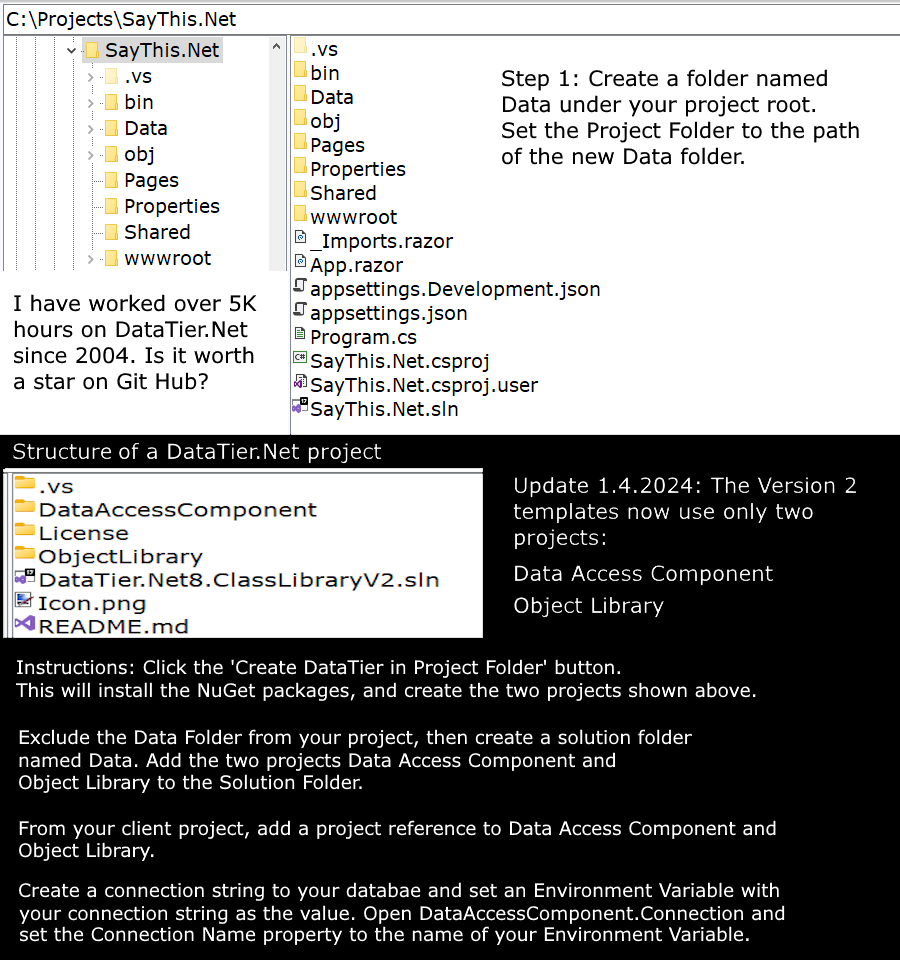 C:\Projects\SayThis.Net
SayThis.Net
.vs
bin
Data
obj
Pages
Properties
Shared
wwwroot
.vs
bin
Data
obj
Pages
Properties
Shared
wwwroot
_Imports.razor
App.razor
appsettings.Development.json
appsettings.json
Program.cs
SayThis.Net.csproj
SayThis.Net.csproj.user
SayThis.Net.sln
Step 1: Create a folder named
Data under your project root.
Set the Project Folder to the path
of the new Data folder.
I have worked over 5K
hours on DataTier.Net
since 2004. Is it worth
a star on Git Hub?
Structure of a DataTier.Net project
.vs
DataAccessComponent
License
ObjectLibrary
DataTier.Net8.ClassLibraryV2.sln
Icon.png
README.md
Update 1.4.2024: The Version 2
templates now use only two
projects:
Data Access Component
Object Library
Instructions: Click the 'Create DataTier in Project Folder' button.
This will install the NuGet packages, and create the two projects shown above.
Exclude the Data Folder from your project, then create a solution folder
named Data. Add the two projects Data Access Component and
Object Library to the Solution Folder.
From your client project, add a project reference to Data Access Component and
Object Library.
Create a connection string to your databae and set an Environment Variable with
your connection string as the value. Open DataAccessComponent.Connection and
set the Connection Name property to the name of your Environment Variable.